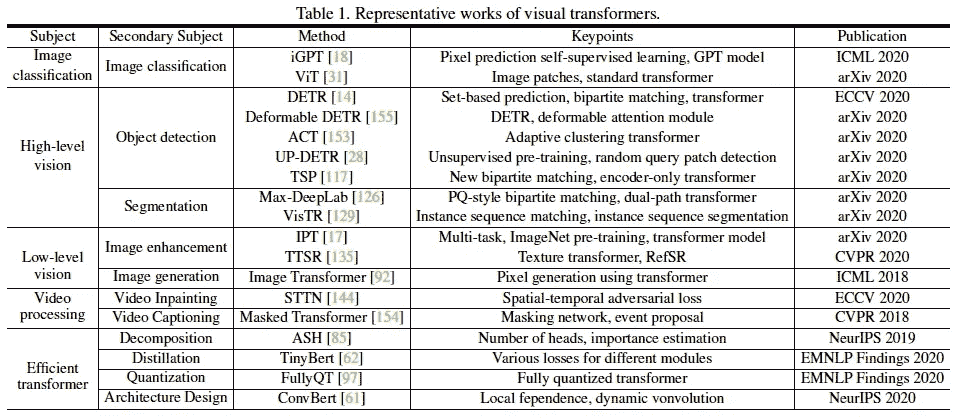 Table 1. Representative works of visual transformers.
Subject Secondary Subject Method Keypoints Publication
Image classification Image classification iGPT [18] Pixel prediction self-supervised learning, GPT model ICML 2020
ViT [31] Image patches, standard transformer arXiv 2020
High-level vision Object detection DETR [14] Set-based prediction, bipartite matching, transformer ECCV 2020
Deformable DETR [155] DETR, deformable attention module arXiv 2020
ACT [153] Adaptive clustering transformer arXiv 2020
UP-DETR [28] Unsupervised pre-training, random query patch detection arXiv 2020
TSP [117] New bipartite matching, encoder-only transformer arXiv 2020
Segmentation Max-DeepLab [126] PQ-style bipartite matching, dual-path transformer arXiv 2020
VisTR [129] Instance sequence matching, instance sequence segmentation arXiv 2020
Low-level vision Image enhancement IPT [17] Multi-task, ImageNet pre-training, transformer model arXiv 2020
TTSR [135] Texture transformer, RefSR CVPR 2020
Image generation Image Transformer [92] Pixel generation using transformer ICML 2018
Video processing Video Inpainting STTN [144] Spatial-temporal adversarial loss ECCV 2020
Video Captioning Masked Transformer [154] Masking network, event proposal CVPR 2018
Efficient transformer Decomposition ASH [85] Number of heads, importance estimation NeurIPS 2019
Distillation TinyBert [62] Various losses for different modules EMNLP Findings 2020
Quantization FullyQT [97] Fully quantized transformer EMNLP Findings 2020
Architecture Design ConvBert [61] Local fependence, dynamic vonvolution NeurIPS 2020